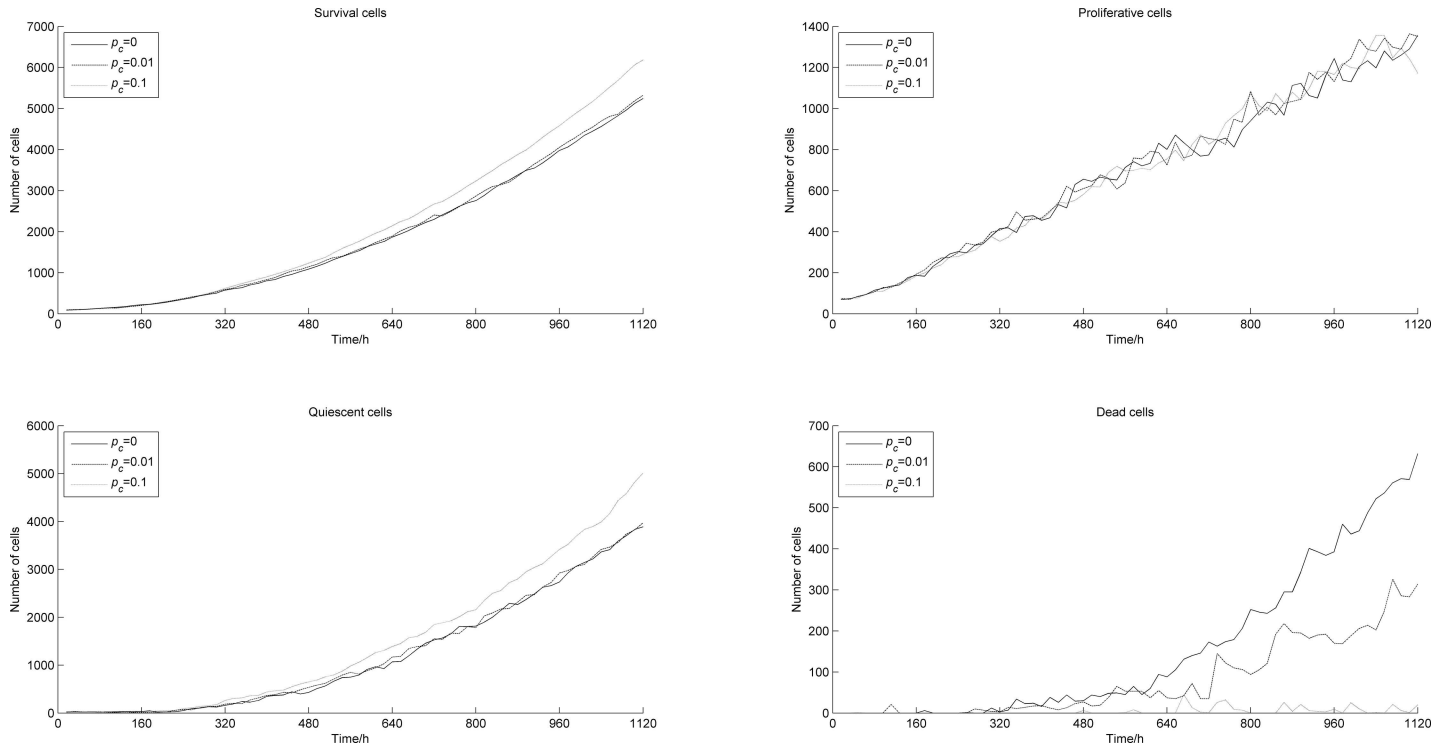 Survival cells
7000
6000
5000
4000
3000
2000
1000
0
Number of cells
p_c=0
p_c=0.01
p_c=0.1
0 160 320 480 640 800 960 1120
Time/h
Proliferative cells
1400
1200
1000
800
600
400
200
0
Number of cells
p_c=0
p_c=0.01
p_c=0.1
0 160 320 480 640 800 960 1120
Time/h
Quiescent cells
6000
5000
4000
3000
2000
1000
0
Number of cells
p_c=0
p_c=0.01
p_c=0.1
0 160 320 480 640 800 960 1120
Time/h
Dead cells
700
600
500
400
300
200
100
0
Number of cells
p_c=0
p_c=0.01
p_c=0.1
0 160 320 480 640 800 960 1120
Time/h